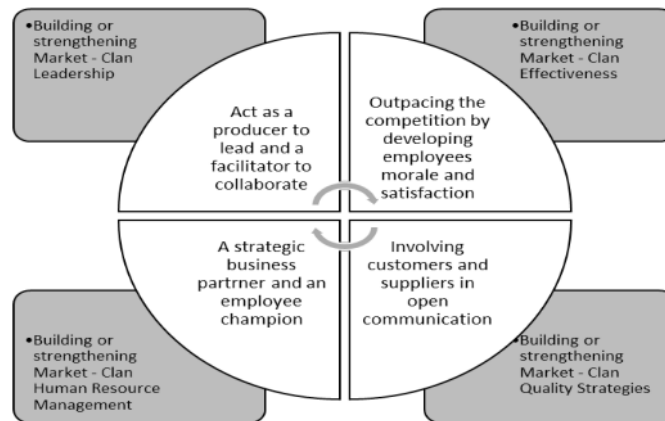 •Building or
strengthening
Market - Clan
Leadership
•Building or
strengthening
Market - Clan
Effectiveness
Act as a
producer to
lead and a
facilitator to
collaborate
Outpacing the
competition by
developing
employees
morale and
satisfaction
A strategic
business
partrner and an
employee
champion
Involving
customers and
suppliers in
open
communication
•Building or
strengthening
Market - Clan
Human Resource
Management
•Building or
strengthening
Market - Clan
Quality Strategies